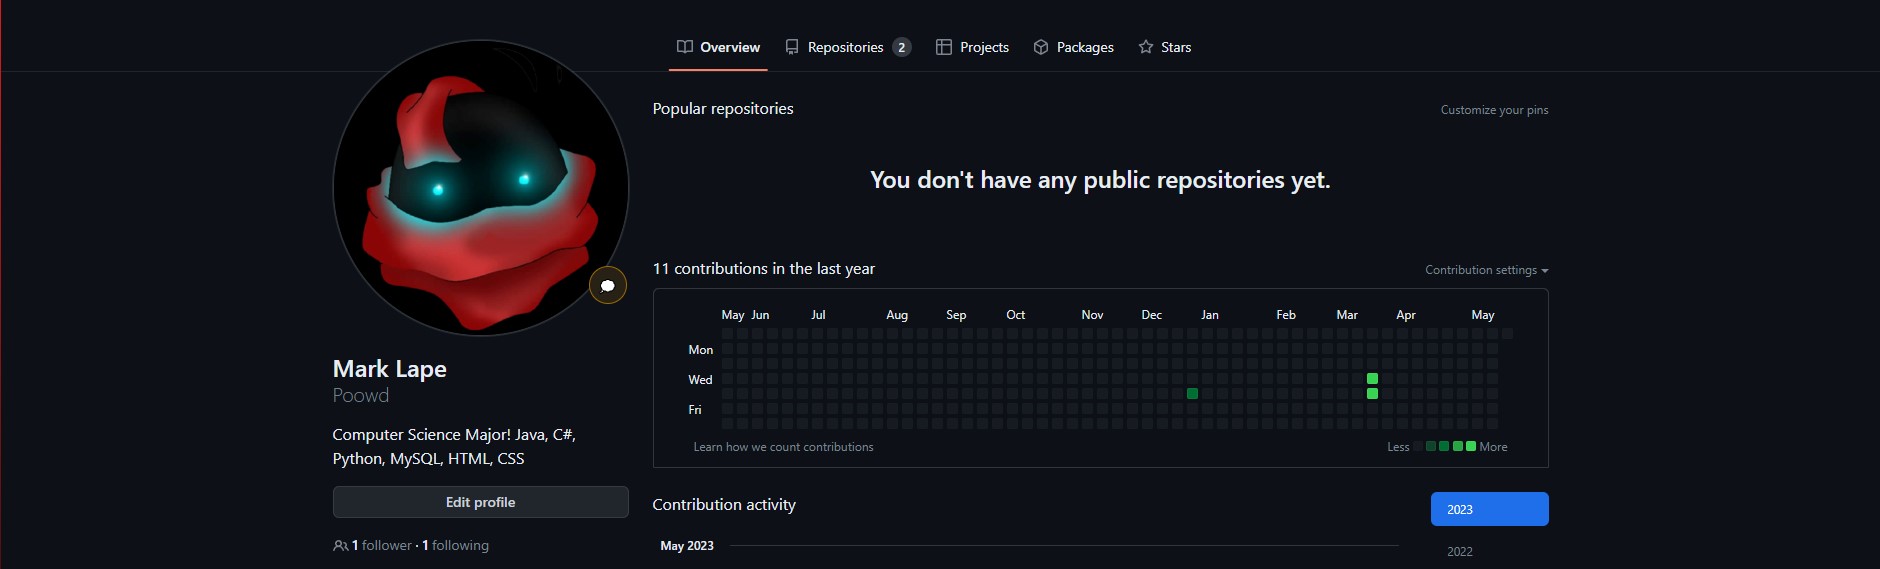 Overview Repositories 2 Projects Packages Stars
Popular repositories Customize your pins
You don't have any public repositories yet.
11 contributions in the last year Contribution settings
May Jun Jul Aug Sep Oct Nov Dec Jan Feb Mar Apr May
Mon
Wed
Fri
Learn how we count contributions Less More
Mark Lape
Poowd
Computer Science Major! Java, C#,
Python, MySQL, HTML, CSS
Edit profile
1 follower · 1 following
Contribution activity
2023
May 2023
2022